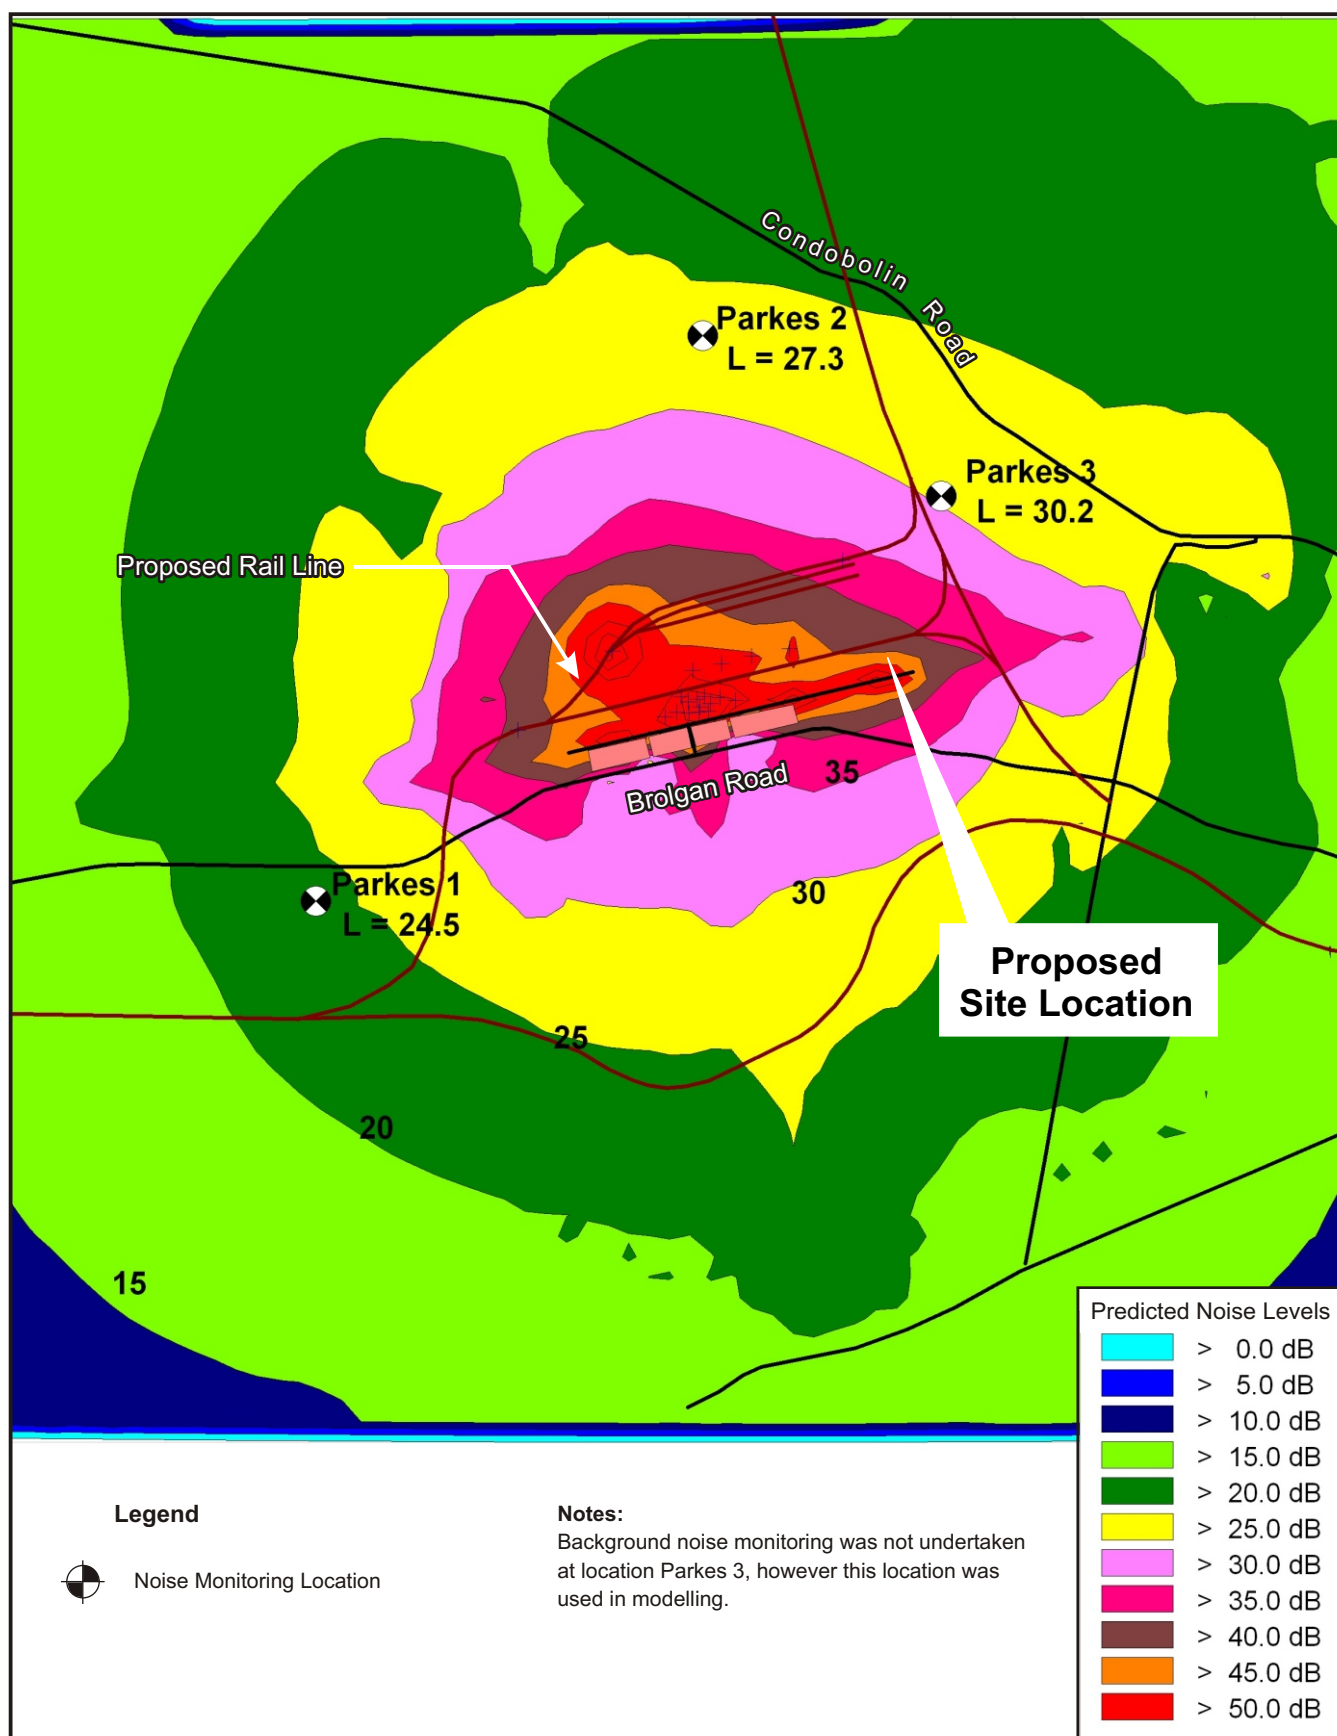 Condobolin Road
Parkes 2
L = 27.3
Parkes 3
L = 30.2
Proposed Rail Line
35
Brolgan Road
Parkes 1
L = 24.5
30
Proposed
Site Location
25
20
15
Predicted Noise Levels
> 0.0 dB
> 5.0 dB
> 10.0 dB
> 15.0 dB
> 20.0 dB
> 25.0 dB
> 30.0 dB
> 35.0 dB
> 40.0 dB
> 45.0 dB
> 50.0 dB
Legend
Noise Monitoring Location
Notes:
Background noise monitoring was not undertaken
at location Parkes 3, however this location was
used in modelling.